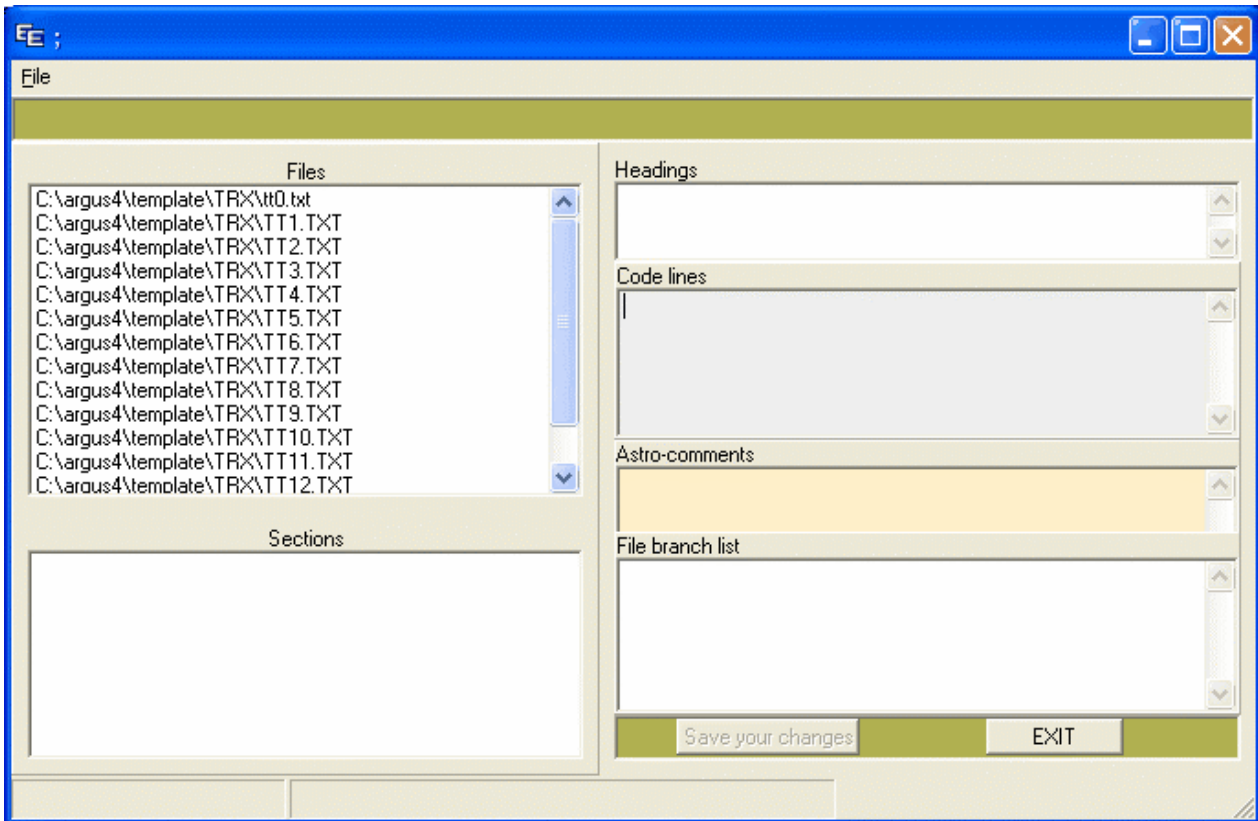 EE ;
File
Files
C:\argus4\template\TRX\tt0.txt
C:\argus4\template\TRX\TT1.TXT
C:\argus4\template\TRX\TT2.TXT
C:\argus4\template\TRX\TT3.TXT
C:\argus4\template\TRX\TT4.TXT
C:\argus4\template\TRX\TT5.TXT
C:\argus4\template\TRX\TT6.TXT
C:\argus4\template\TRX\TT7.TXT
C:\argus4\template\TRX\TT8.TXT
C:\argus4\template\TRX\TT9.TXT
C:\argus4\template\TRX\TT10.TXT
C:\argus4\template\TRX\TT11.TXT
C:\argus4\template\TRX\TT12.TXT
Sections
Headings
Code lines
Astro-comments
File branch list
Save your changes
EXIT